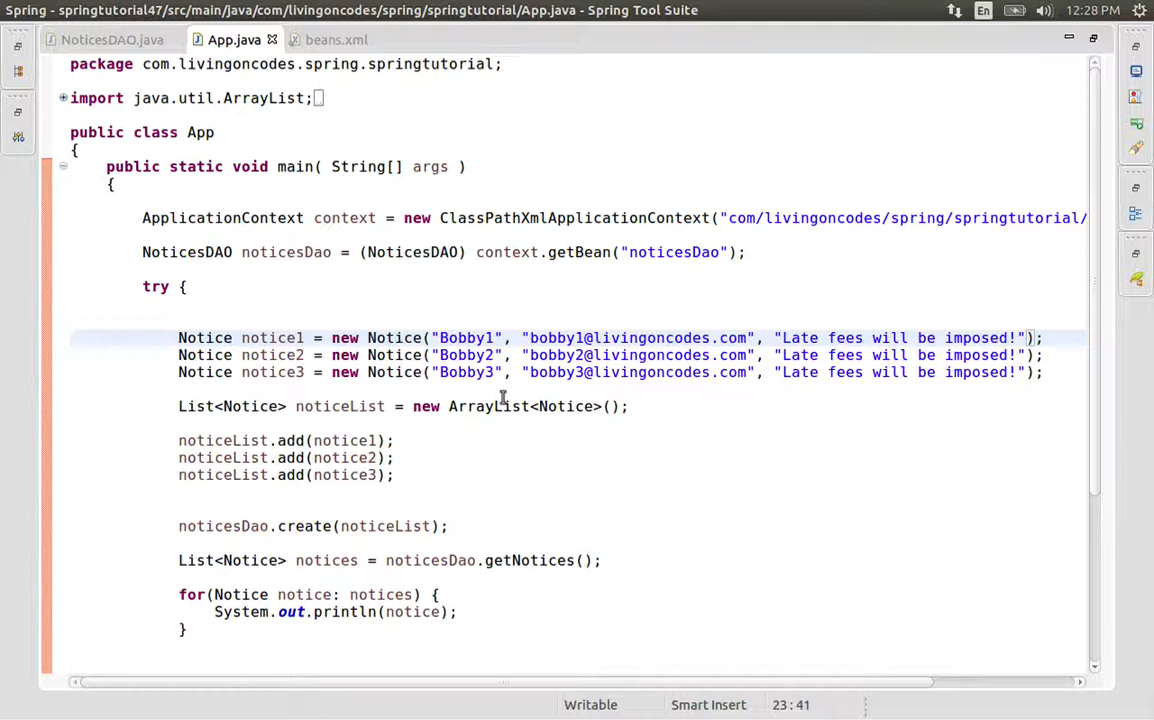 Spring - springtutorial47/src/main/java/com/livingoncodes/spring/springtutorial/App.java - Spring Tool Suite
En
12:28 PM
NoticesDAO.java
App.java
beans.xml
package com.livingoncodes.spring.springtutorial;
import java.util.ArrayList;
public class App
{
public static void main( String[] args )
{
ApplicationContext context = new ClassPathXmlApplicationContext("com/livingoncodes/spring/springtutorial/
NoticesDAO noticesDao = (NoticesDAO) context.getBean("noticesDao");
try {
Notice notice1 = new Notice("Bobby1", "bobby1@livingoncodes.com", "Late fees will be imposed!");
Notice notice2 = new Notice("Bobby2", "bobby2@livingoncodes.com", "Late fees will be imposed!");
Notice notice3 = new Notice("Bobby3", "bobby3@livingoncodes.com", "Late fees will be imposed!");
List<Notice> noticeList = new ArrayList<Notice>();
noticeList.add(notice1);
noticeList.add(notice2);
noticeList.add(notice3);
noticesDao.create(noticeList);
List<Notice> notices = noticesDao.getNotices();
for(Notice notice: notices) {
System.out.println(notice);
}
Writable
Smart Insert
23:41